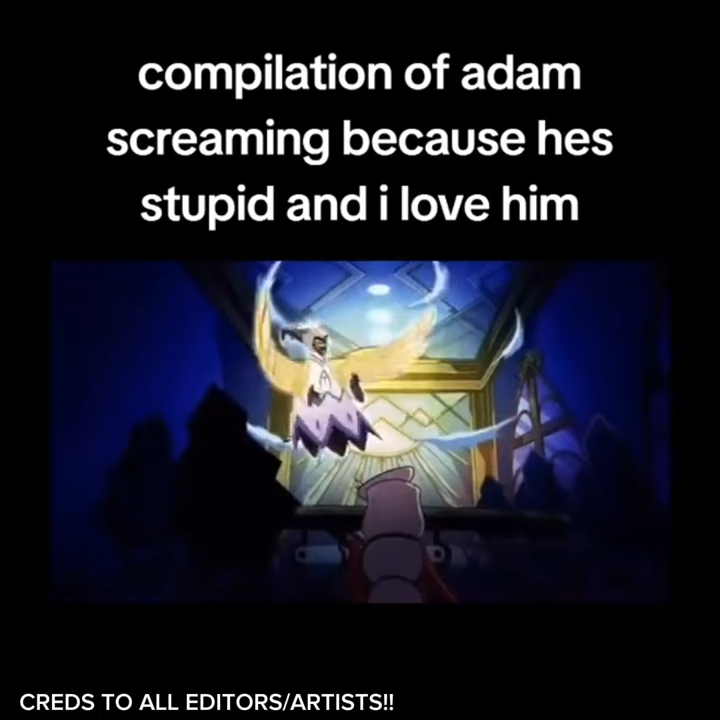 compilation of adam
screaming because hes
stupid and i love him
CREDS TO ALL EDITORS/ARTISTS!!